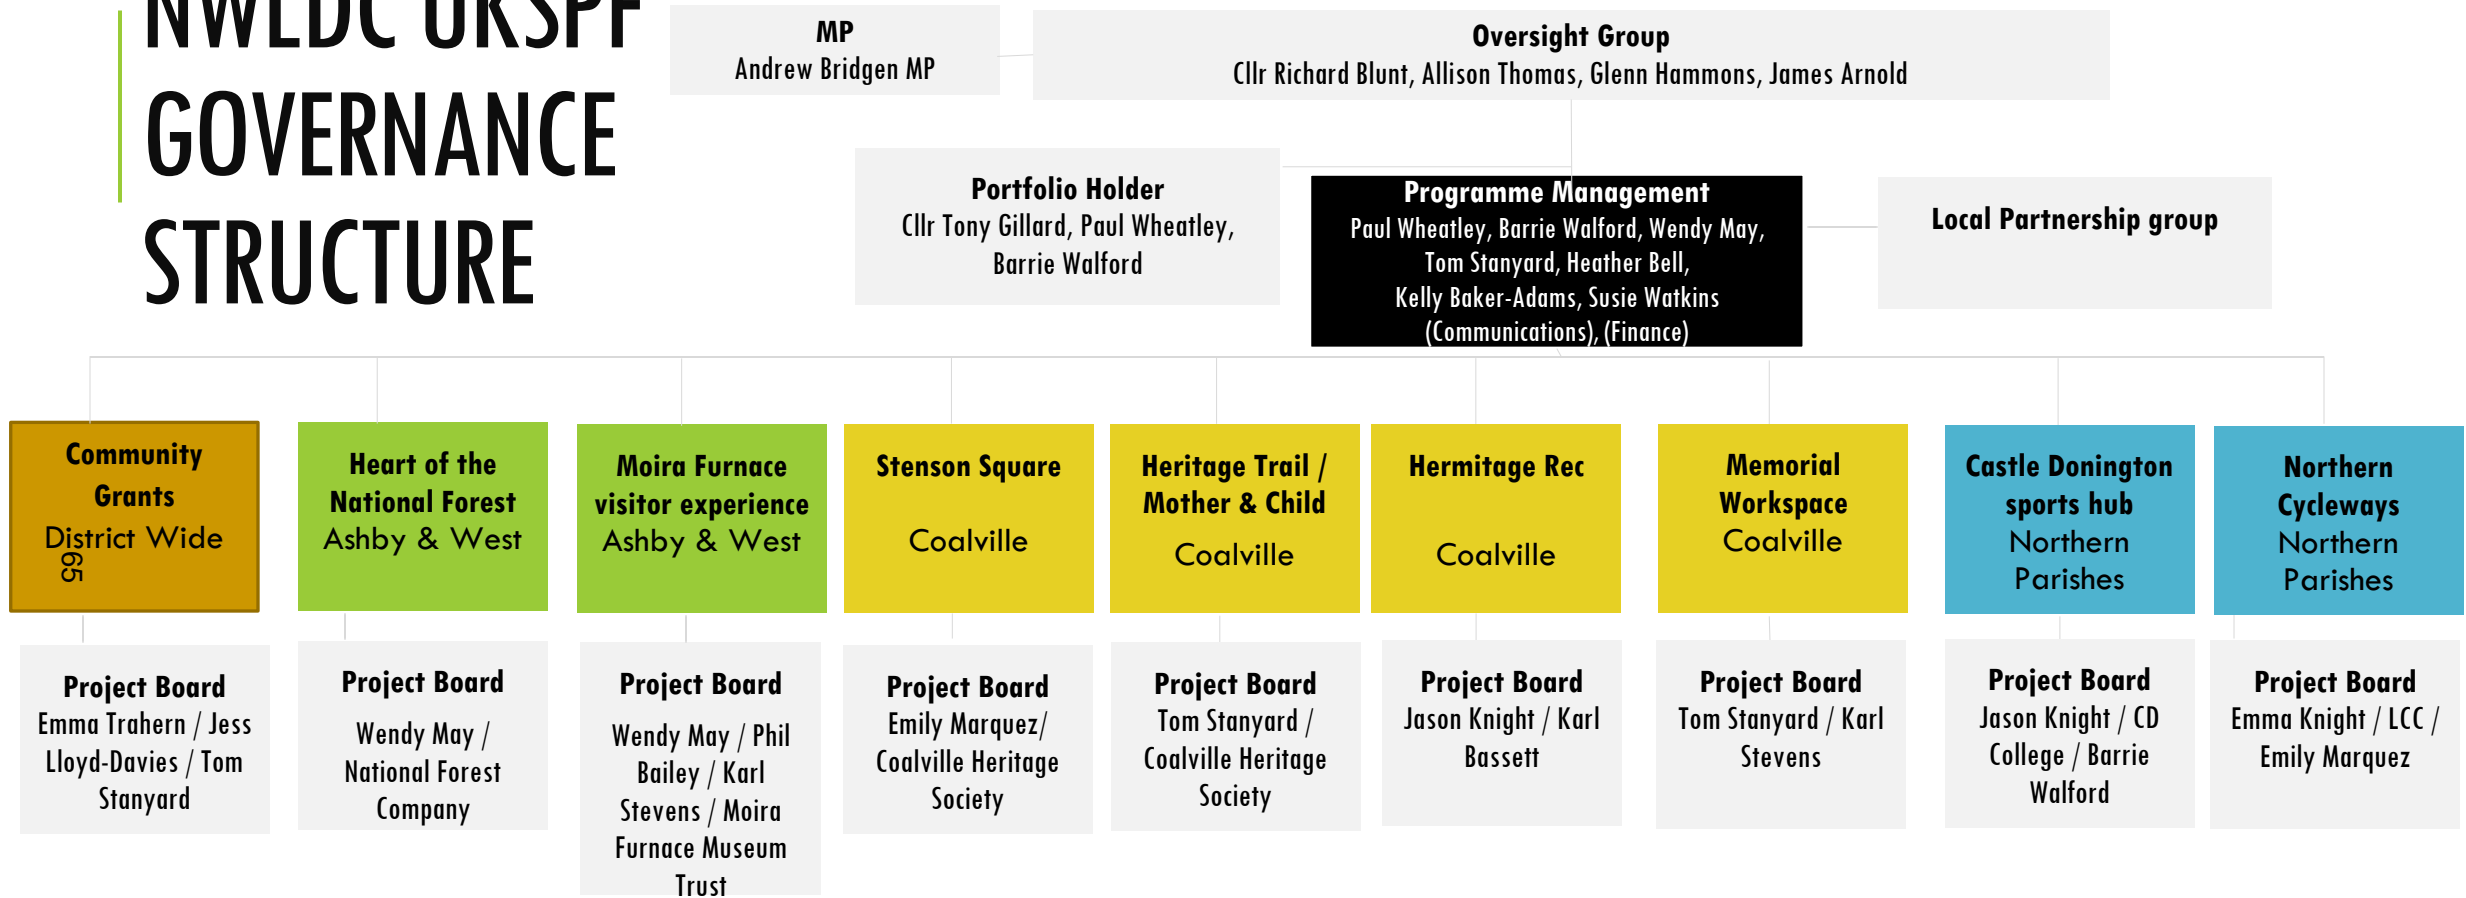 NWLDC UKSPF
GOVERNANCE
STRUCTURE
MP
Andrew Bridgen MP
Oversight Group
Cllr Richard Blunt, Allison Thomas, Glenn Hammons, James Arnold
Portfolio Holder
Cllr Tony Gillard, Paul Wheatley,
Barrie Walford
Programme Management
Paul Wheatley, Barrie Walford, Wendy May,
Tom Stanyard, Heather Bell,
Kelly Baker-Adams, Susie Watkins
(Communications), (Finance)
Local Partnership group
Community
Grants
District Wide
65
Heart of the
National Forest
Ashby & West
Moira Furnace
visitor experience
Ashby & West
Stenson Square
Coalville
Heritage Trail /
Mother & Child
Coalville
Hermitage Rec
Coalville
Memorial
Workspace
Coalville
Castle Donington
sports hub
Northern
Parishes
Northern
Cycleways
Northern
Parishes
Project Board
Emma Trahern / Jess
Lloyd-Davies / Tom
Stanyard
Project Board
Wendy May /
National Forest
Company
Project Board
Wendy May / Phil
Bailey / Karl
Stevens / Moira
Furnace Museum
Trust
Project Board
Emily Marquez/
Coalville Heritage
Society
Project Board
Tom Stanyard /
Coalville Heritage
Society
Project Board
Jason Knight / Karl
Bassett
Project Board
Tom Stanyard / Karl
Stevens
Project Board
Jason Knight / CD
College / Barrie
Walford
Project Board
Emma Knight / LCC /
Emily Marquez